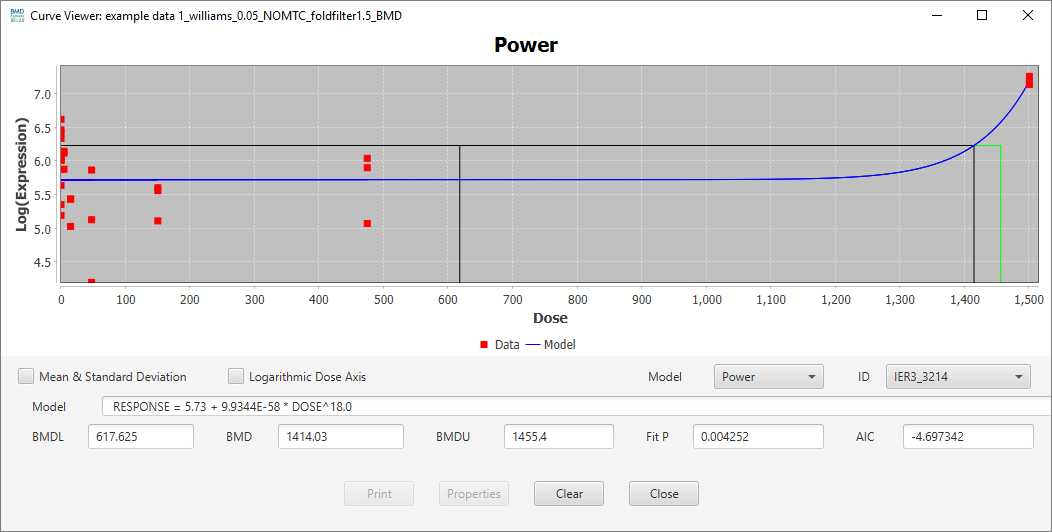 BMD Curve Viewer: example data 1_williams_0.05_NOMTC_foldfilter1.5_BMD
Power
Log(Expression)
7.0
6.5
6.0
5.5
5.0
4.5
0 100 200 300 400 500 600 700 800 900 1,000 1,100 1,200 1,300 1,400 1,500
Dose
Data Model
Mean & Standard Deviation Logarithmic Dose Axis Model Power ID IER3_3214
Model RESPONSE = 5.73 + 9.9344E-58 * DOSE^18.0
BMDL 617.625 BMD 1414.03 BMDU 1455.4 Fit P 0.004252 AIC -4.697342
Print Properties Clear Close